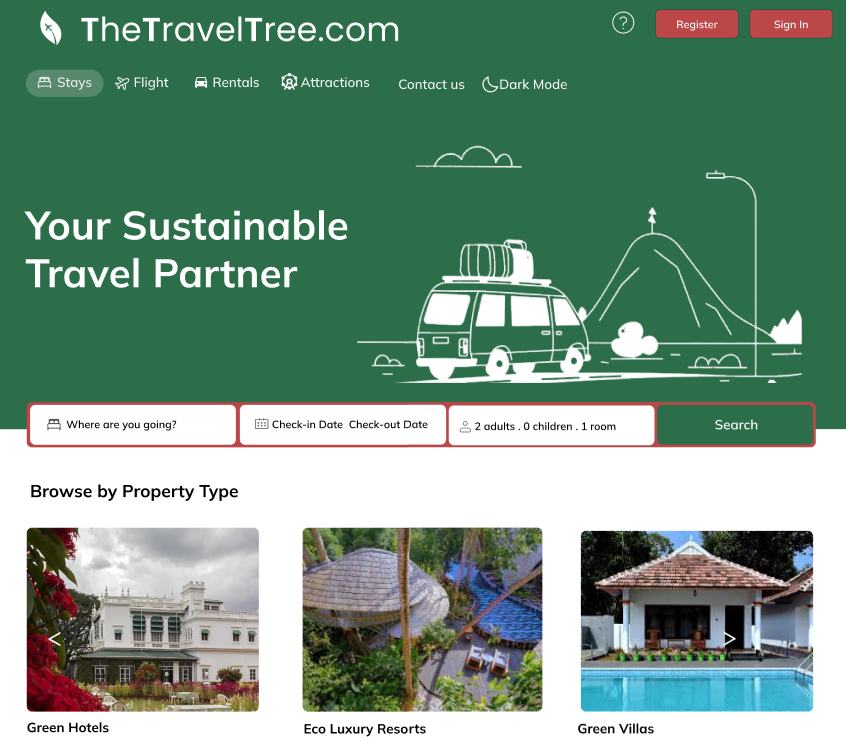 TheTravelTree.com
?
Register
Sign In
Stays
Flight
Rentals
Attractions
Contact us
Dark Mode
Your Sustainable
Travel Partner
Where are you going?
Check-in Date Check-out Date
2 adults . 0 children . 1 room
Search
Browse by Property Type
<
>
Green Hotels
Eco Luxury Resorts
Green Villas